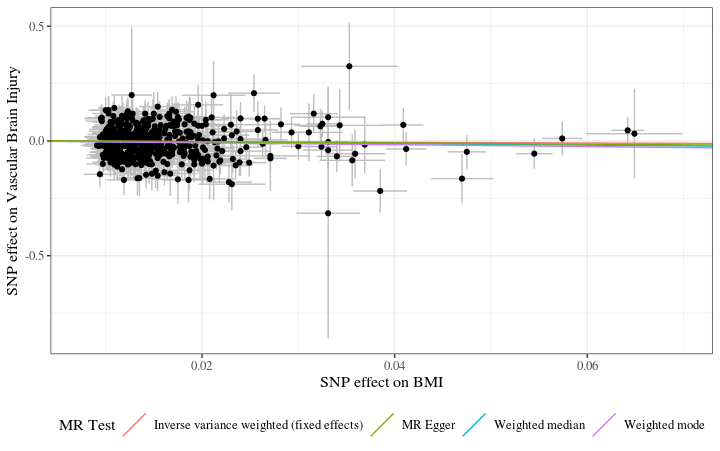 SNP effect on Vascular Brain Injury
0.5
0.0
-0.5
0.02 0.04 0.06
SNP effect on BMI
MR Test Inverse variance weighted (fixed effects) MR Egger Weighted median Weighted mode